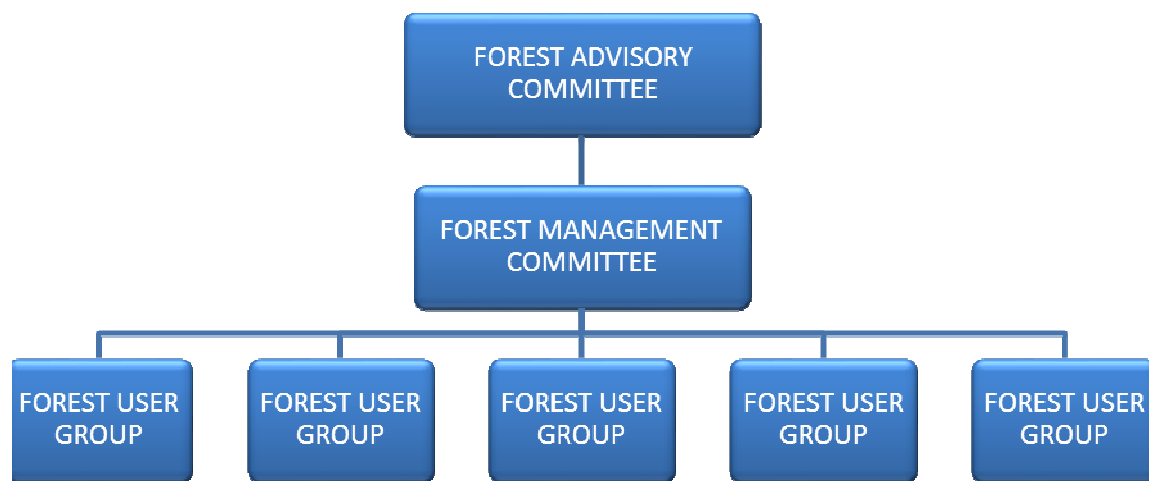 FOREST ADVISORY
COMMITTEE
FOREST MANAGEMENT
COMMITTEE
FOREST USER
GROUP
FOREST USER
GROUP
FOREST USER
GROUP
FOREST USER
GROUP
FOREST USER
GROUP